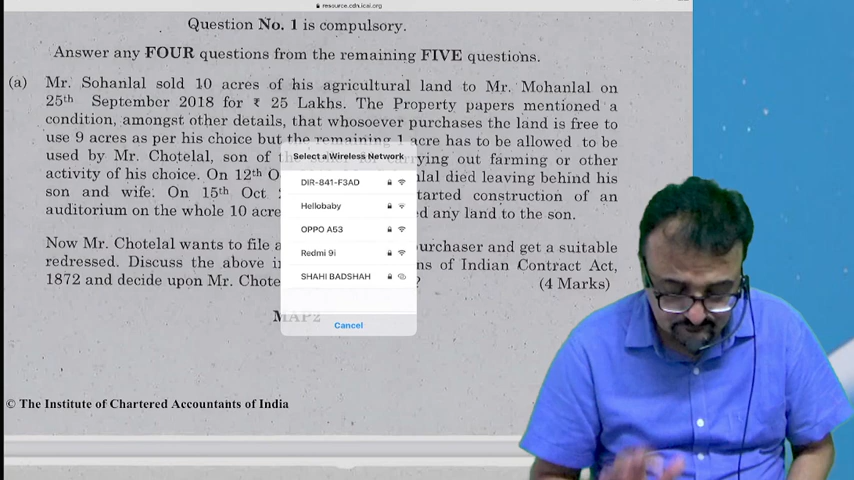 resource.cdn.icai.org
Question No. 1 is compulsory.
Answer any FOUR questions from the remaining FIVE questions.
(a) Mr. Sohanlal sold 10 acres of his agricultural land to Mr. Mohanlal on
25th September 2018 for ₹ 25 Lakhs. The Property papers mentioned a
condition, amongst other details, that whosoever purchases the land is free to
use 9 acres as per his choice but the remaining 1 acre has to be allowed to be
used by Mr. Chotelal, son of the carrying out farming or other
activity of his choice. On 12th O lal died leaving behind his
son and wife. On 15th Oct tarted construction of an
auditorium on the whole 10 acre d any land to the son.
Now Mr. Chotelal wants to file a urchaser and get a suitable
redressed. Discuss the above in ns of Indian Contract Act,
1872 and decide upon Mr. Chote ? (4 Marks)
Select a Wireless Network
DIR-841-F3AD
Hellobaby
OPPO A53
Redmi 9i
SHAHI BADSHAH
Cancel
MAP2
© The Institute of Chartered Accountants of India